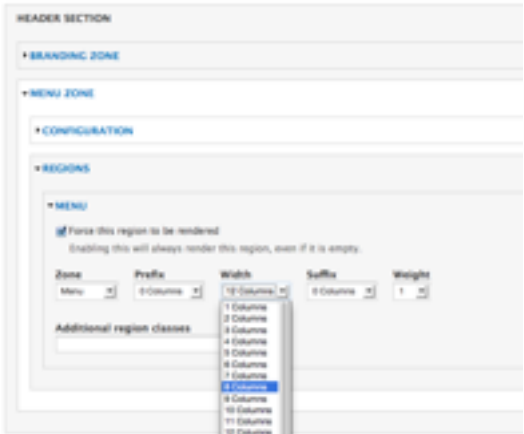 HEADER SECTION
BRANDING ZONE
MENU ZONE
CONFIGURATION
REGIONS
MENU
Force this region to be rendered
Enabling this will always render this region, even if it is empty.
Zone Prefix Width Suffix Weight
Menu 0 Columns 12 Columns 0 Columns 1
1 Columns
2 Columns
3 Columns
4 Columns
5 Columns
6 Columns
7 Columns
8 Columns
9 Columns
10 Columns
11 Columns
12 Columns
Additional region classes